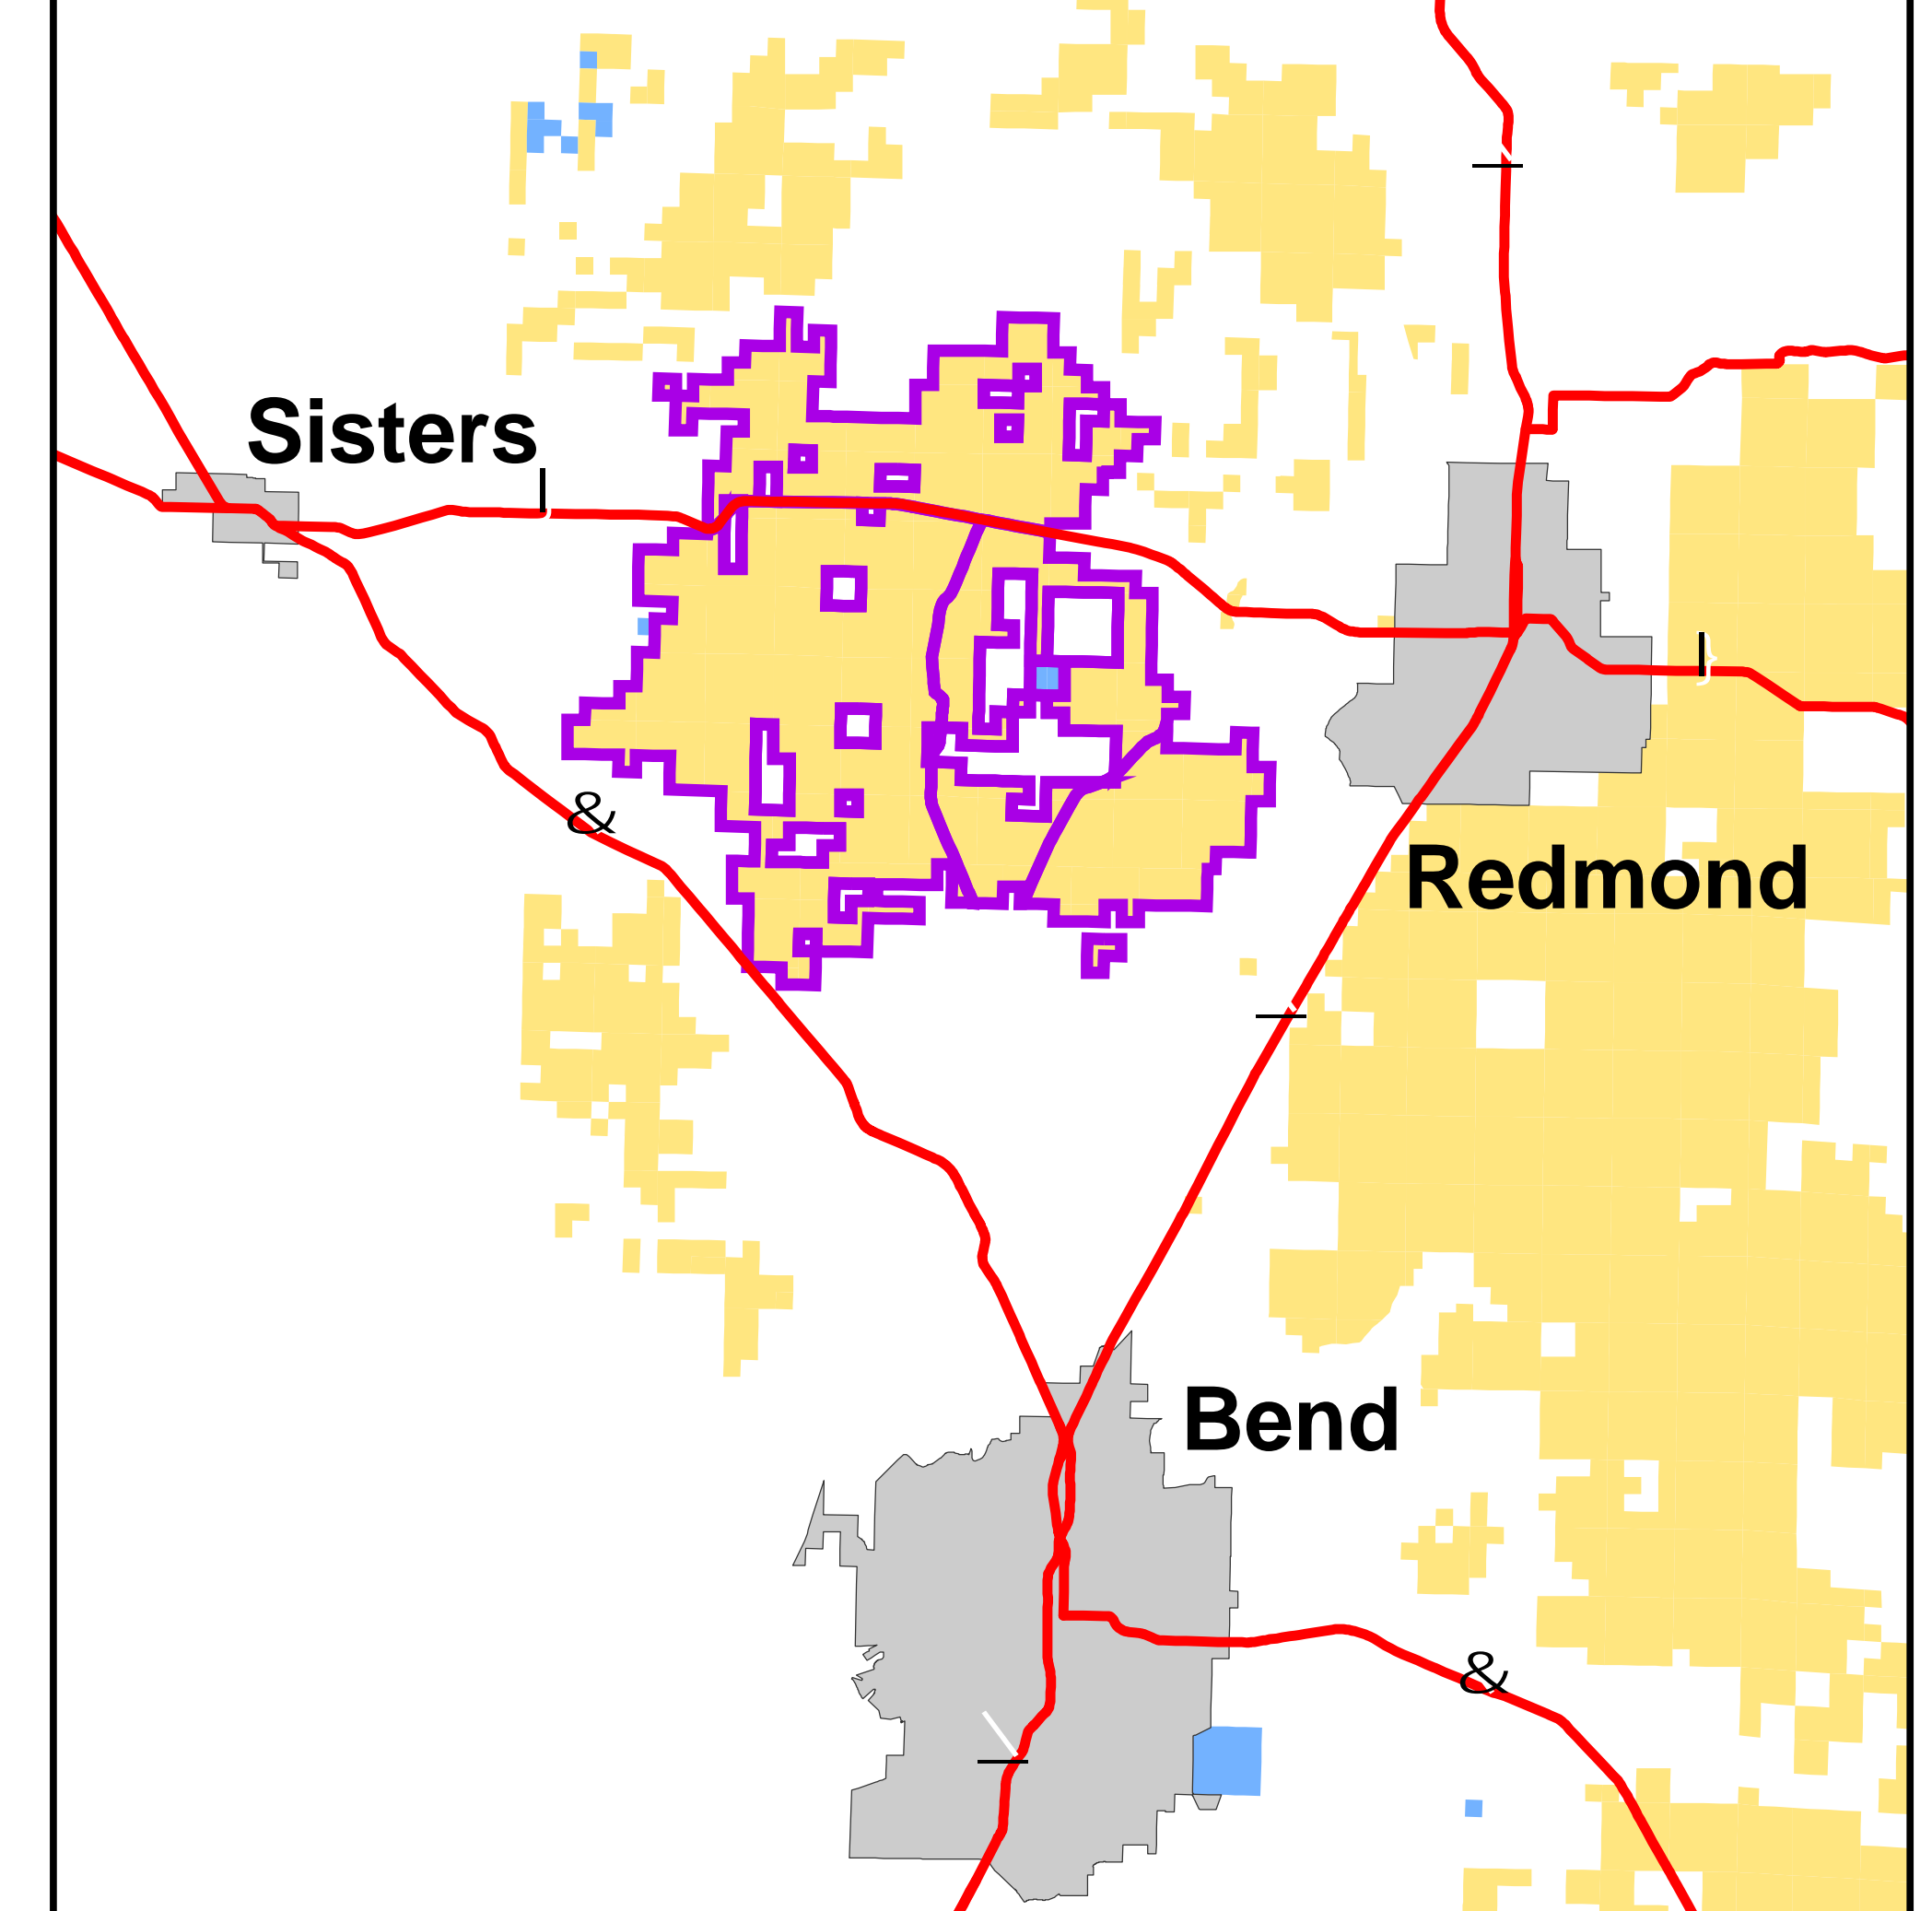 Sisters
&
Redmond
}
Bend
&